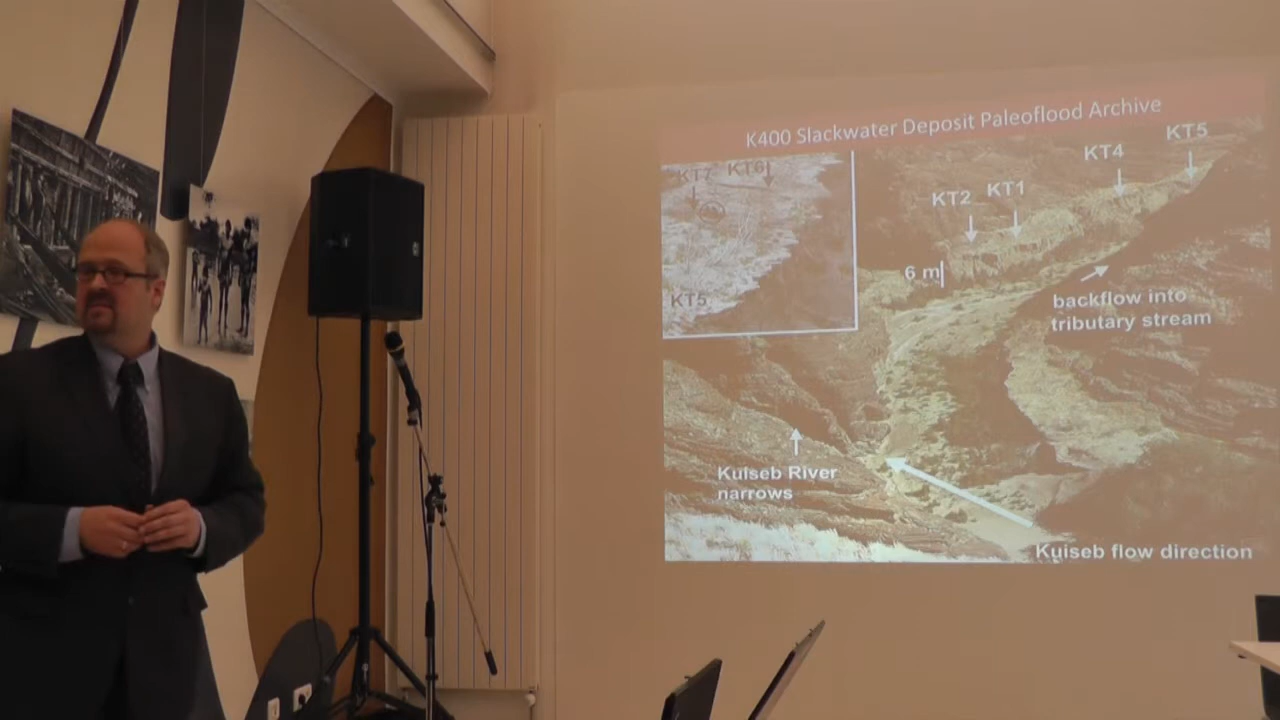 K400 Slackwater Deposit Paleoflood Archive
KT7
KT6
KT5
KT2
KT1
KT4
KT5
6 m
backflow into
tributary stream
Kuiseb River
narrows
Kuiseb flow direction